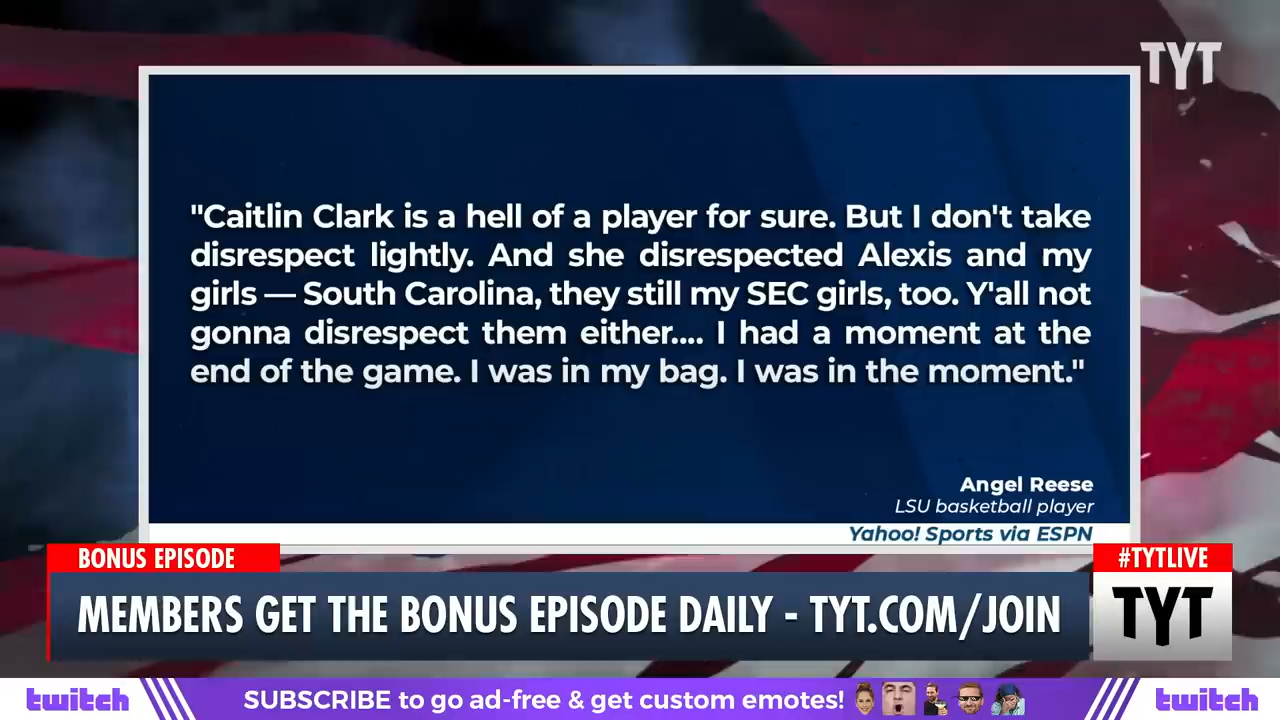 TYT
"Caitlin Clark is a hell of a player for sure. But I don't take
disrespect lightly. And she disrespected Alexis and my
girls — South Carolina, they still my SEC girls, too. Y'all not
gonna disrespect them either.... I had a moment at the
end of the game. I was in my bag. I was in the moment."
Angel Reese
LSU basketball player
Yahoo! Sports via ESPN
BONUS EPISODE
#TYTLIVE
MEMBERS GET THE BONUS EPISODE DAILY - TYT.COM/JOIN
TYT
twitch
SUBSCRIBE to go ad-free & get custom emotes!
twitch